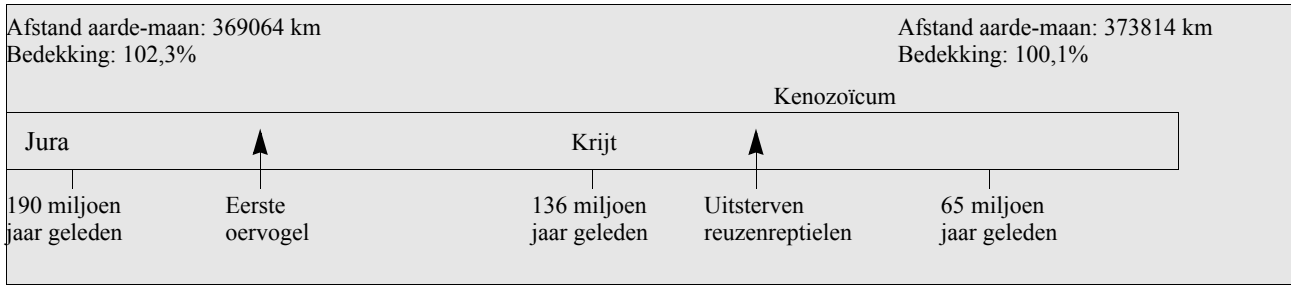 Afstand aarde-maan: 369064 km
Bedekking: 102,3%
Afstand aarde-maan: 373814 km
Bedekking: 100,1%
Kenozoïcum
Jura
Krijt
190 miljoen
jaar geleden
Eerste
oervogel
136 miljoen
jaar geleden
Uitsterven
reuzenreptielen
65 miljoen
jaar geleden